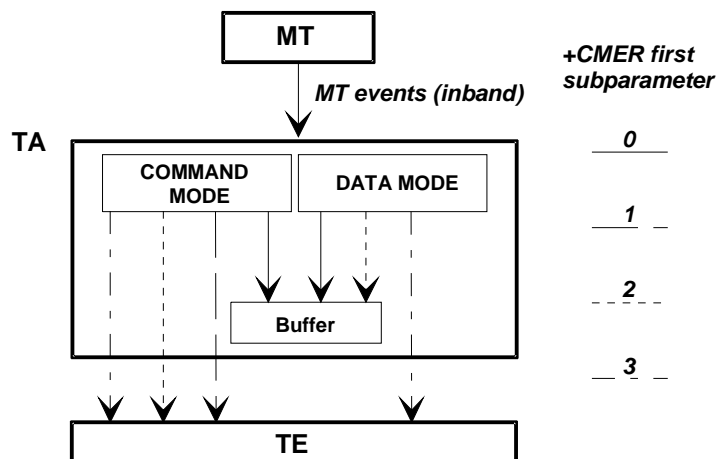 MT
+CMER first
subparameter
MT events (inband)
TA
0
COMMAND
MODE
DATA MODE
1
2
Buffer
3
TE